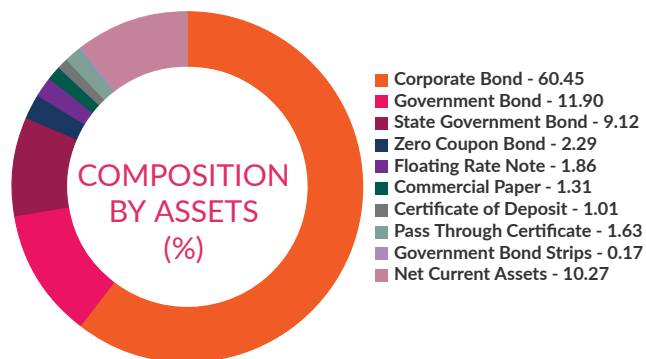 COMPOSITION
BY ASSETS
(%)
Corporate Bond - 60.45
Government Bond - 11.90
State Government Bond - 9.12
Zero Coupon Bond - 2.29
Floating Rate Note - 1.86
Commercial Paper - 1.31
Certificate of Deposit - 1.01
Pass Through Certificate - 1.63
Government Bond Strips - 0.17
Net Current Assets - 10.27